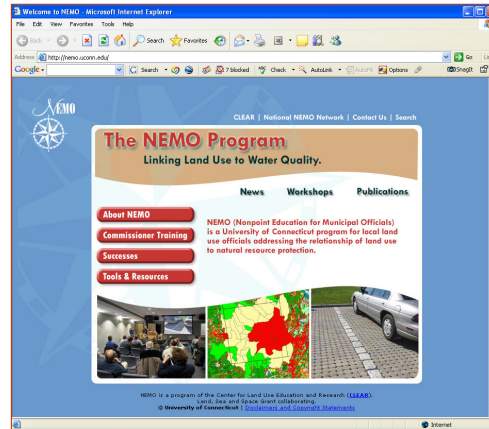 Welcome to NEMO - Microsoft Internet Explorer
File Edit View Favorites Tools Help
Back Search Favorites
Address http://nemo.uconn.edu/ Go
Google Search 7 blocked Check AutoLink AutoFill Options SnagIt
NEMO
CLEAR | National NEMO Network | Contact Us | Search
The NEMO Program
Linking Land Use to Water Quality.
News Workshops Publications
About NEMO
Commissioner Training
Successes
Tools & Resources
NEMO (Nonpoint Education for Municipal Officials)
is a University of Connecticut program for local land
use officials addressing the relationship of land use
to natural resource protection.
NEMO is a program of the Center for Land Use Education and Research (CLEAR).
Land, Sea and Space Grant collaborating.
© University of Connecticut | Disclaimers and Copyright Statements
Internet